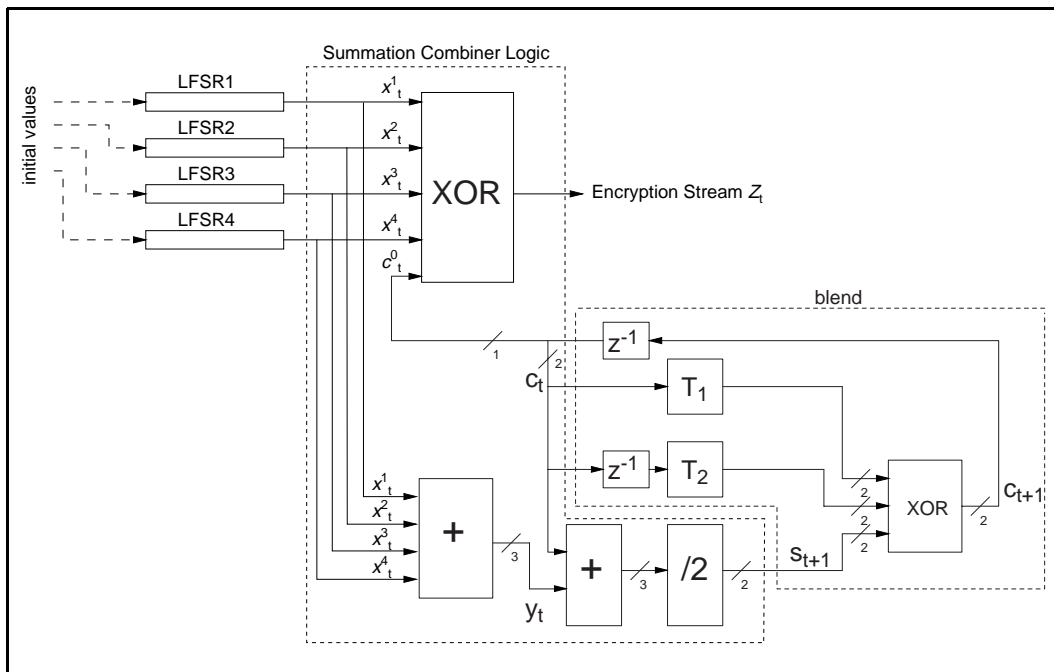 Summation Combiner Logic
initial values
LFSR1
LFSR2
LFSR3
LFSR4
x¹ₜ
x²ₜ
x³ₜ
x⁴ₜ
c⁰ₜ
XOR
Encryption Stream Zₜ
blend
1
2
cₜ
z⁻¹
T₁
z⁻¹
T₂
2
2
2
XOR
2
cₜ₊₁
x¹ₜ
x²ₜ
x³ₜ
x⁴ₜ
+
3
yₜ
+
3
/2
2
sₜ₊₁